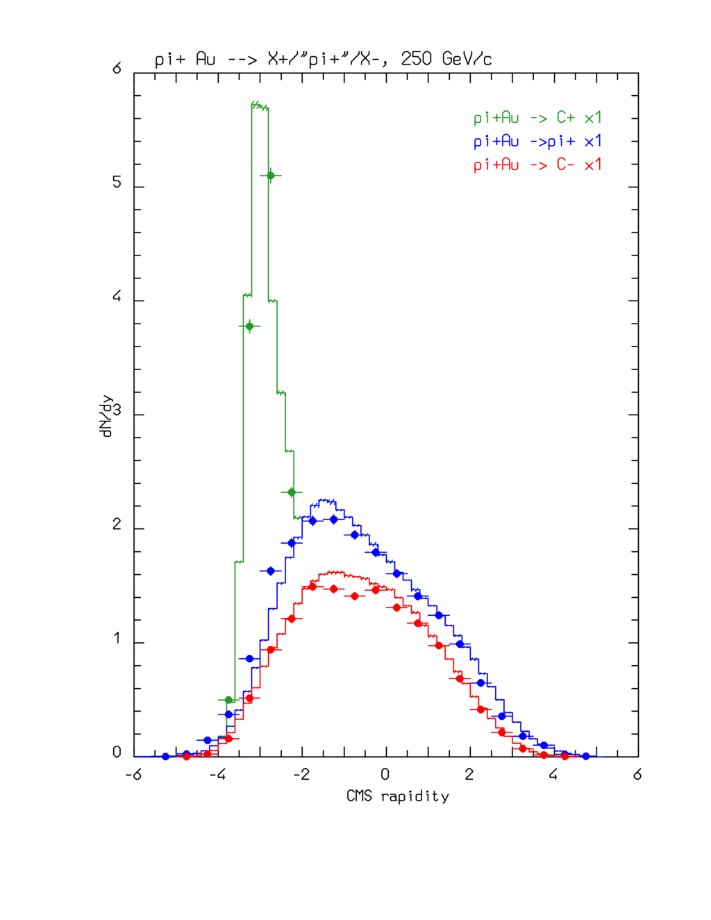 pi+ Au --> X+/"pi+"/X-, 250 GeV/c
6
pi+Au -> C+ x1
pi+Au ->pi+ x1
pi+Au -> C- x1
5
4
3
dN/dy
2
1
0
-6 -4 -2 0 2 4 6
CMS rapidity